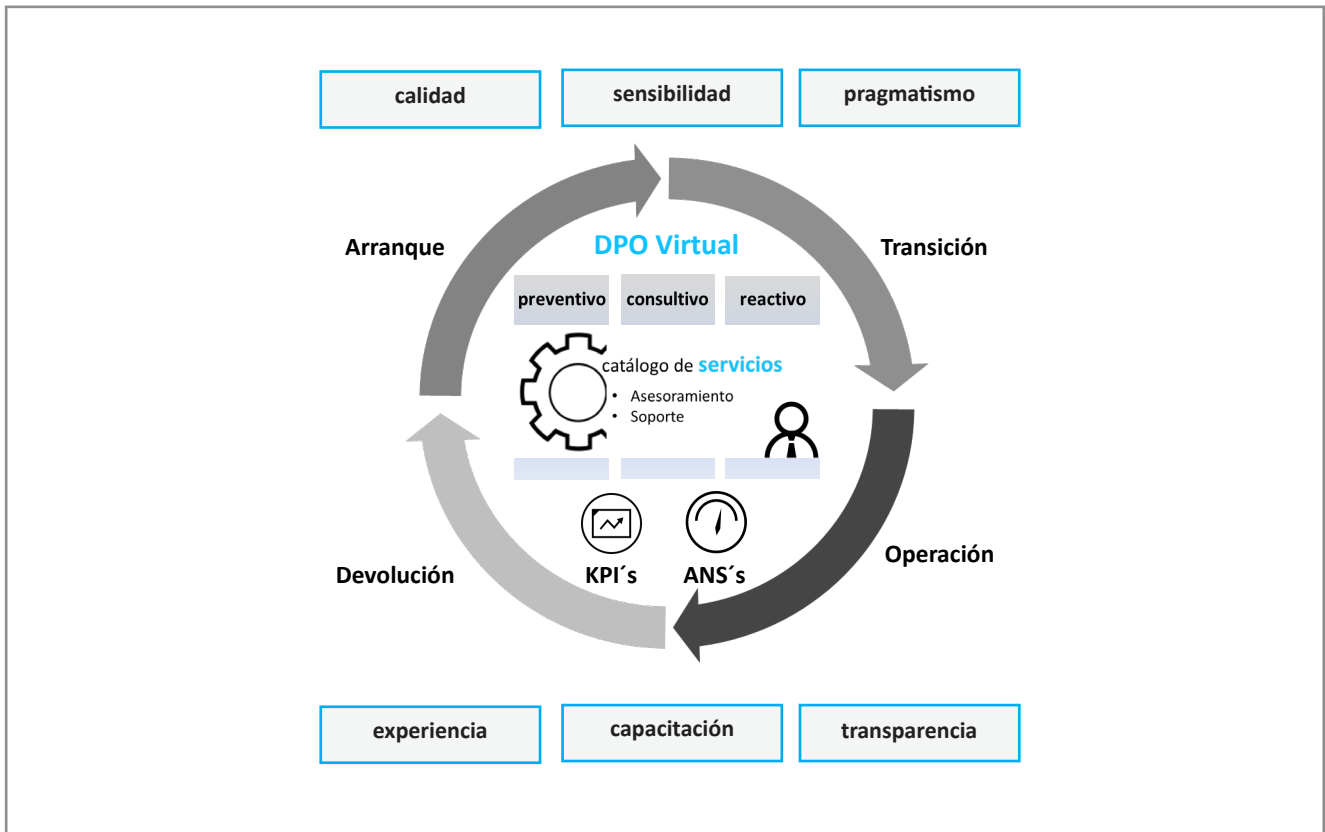 calidad
sensibilidad
pragmatismo
Arranque
DPO Virtual
Transición
preventivo
consultivo
reactivo
catálogo de servicios
• Asesoramiento
• Soporte
Operación
Devolución
KPI´s
ANS´s
experiencia
capacitación
transparencia